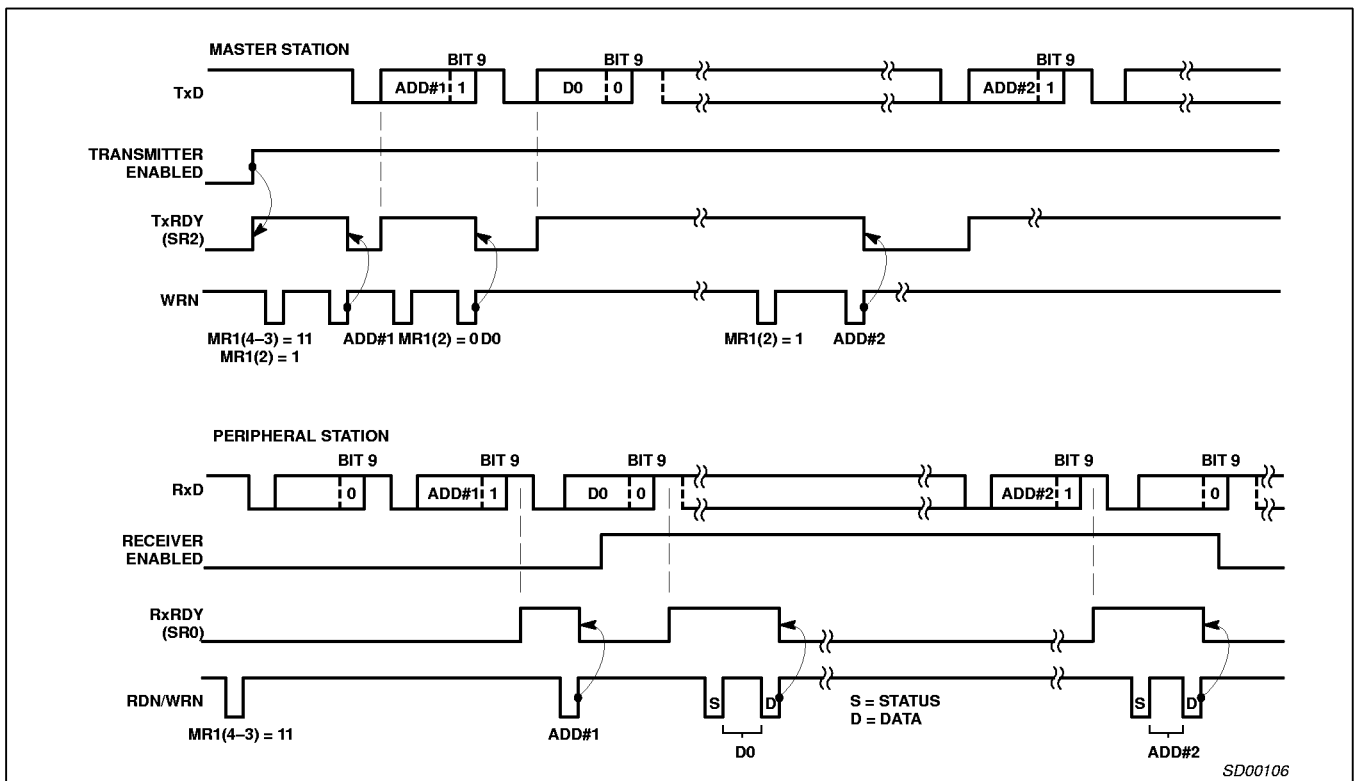 MASTER STATION
BIT 9 BIT 9 BIT 9
TxD ADD#1 1 D0 0 ADD#2 1
TRANSMITTER
ENABLED
TxRDY
(SR2)
WRN
MR1(4–3) = 11 ADD#1 MR1(2) = 0 D0 MR1(2) = 1 ADD#2
MR1(2) = 1
PERIPHERAL STATION
BIT 9 BIT 9 BIT 9 BIT 9 BIT 9
RxD 0 ADD#1 1 D0 0 ADD#2 1 0
RECEIVER
ENABLED
RxRDY
(SR0)
RDN/WRN S D S = STATUS S D
D = DATA
MR1(4–3) = 11 ADD#1 D0 ADD#2
SD00106